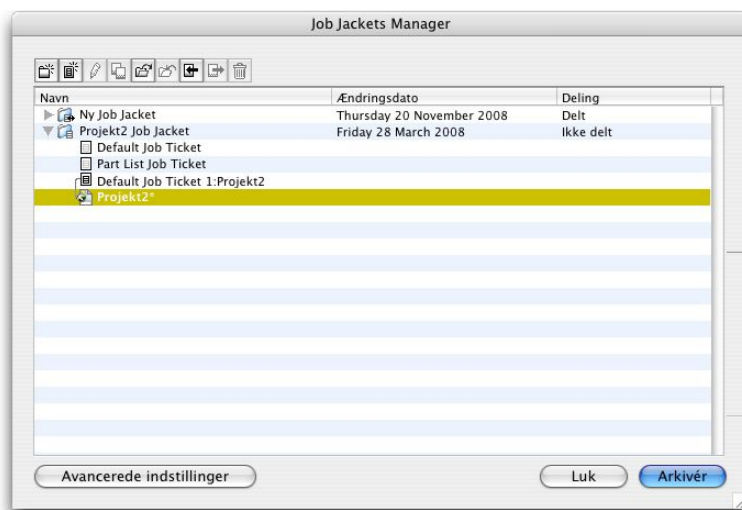 Job Jackets Manager
Navn Ændringsdato Deling
Ny Job Jacket Thursday 20 November 2008 Delt
Projekt2 Job Jacket Friday 28 March 2008 Ikke delt
Default Job Ticket
Part List Job Ticket
Default Job Ticket 1:Projekt2
Projekt2*
Avancerede indstillinger Luk Arkivér